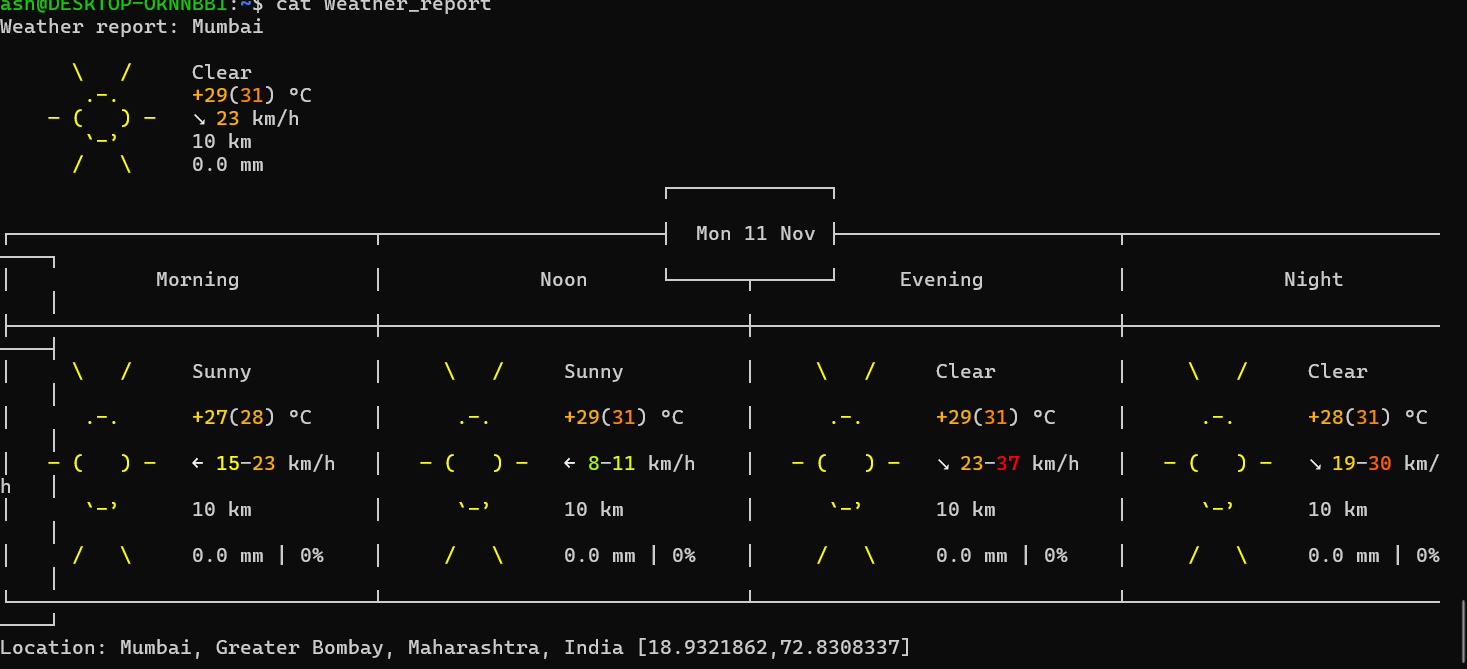 ash@DESKTOP-OKNNBB1:~$ cat Weather_report
Weather report: Mumbai
Clear
+29(31) °C
↘ 23 km/h
10 km
0.0 mm
Mon 11 Nov
Morning Noon Evening Night
Sunny Sunny Clear Clear
+27(28) °C +29(31) °C +29(31) °C +28(31) °C
← 15-23 km/h ← 8-11 km/h ↘ 23-37 km/h ↘ 19-30 km/
h
10 km 10 km 10 km 10 km
0.0 mm | 0% 0.0 mm | 0% 0.0 mm | 0% 0.0 mm | 0%
Location: Mumbai, Greater Bombay, Maharashtra, India [18.9321862,72.8308337]